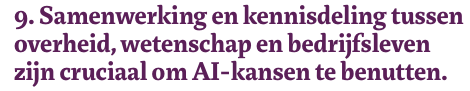 9. Samenwerking en kennisdeling tussen
overheid, wetenschap en bedrijfsleven
zijn cruciaal om AI-kansen te benutten.